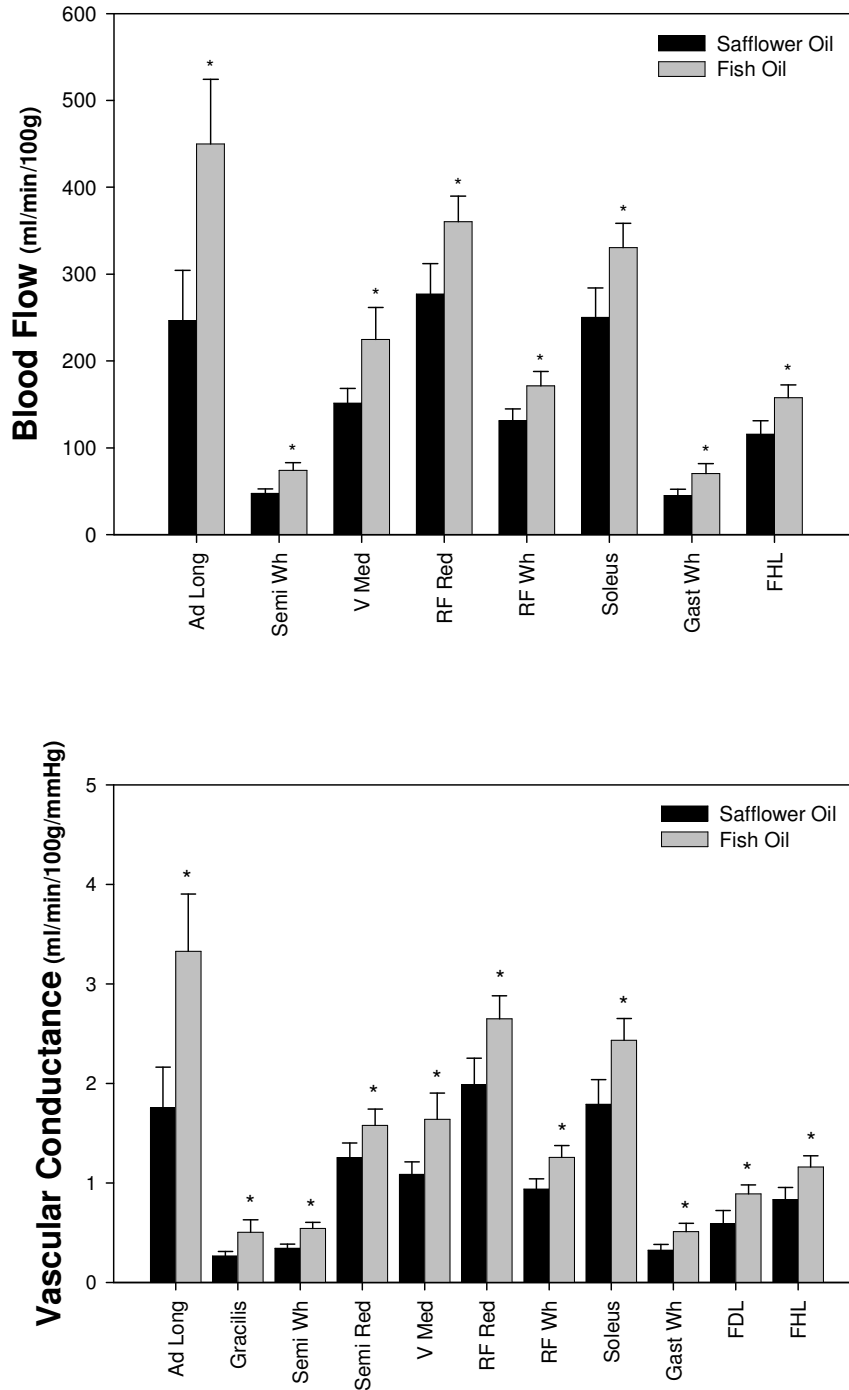 600
500
400
300
200
100
0
Blood Flow (ml/min/100g)
Safflower Oil
Fish Oil
*
*
*
*
*
*
*
*
Ad Long
Semi Wh
V Med
RF Red
RF Wh
Soleus
Gast Wh
FHL
5
4
3
2
1
0
Vascular Conductance (ml/min/100g/mmHg)
Safflower Oil
Fish Oil
*
*
*
*
*
*
*
*
*
*
*
Ad Long
Gracilis
Semi Wh
Semi Red
V Med
RF Red
RF Wh
Soleus
Gast Wh
FDL
FHL